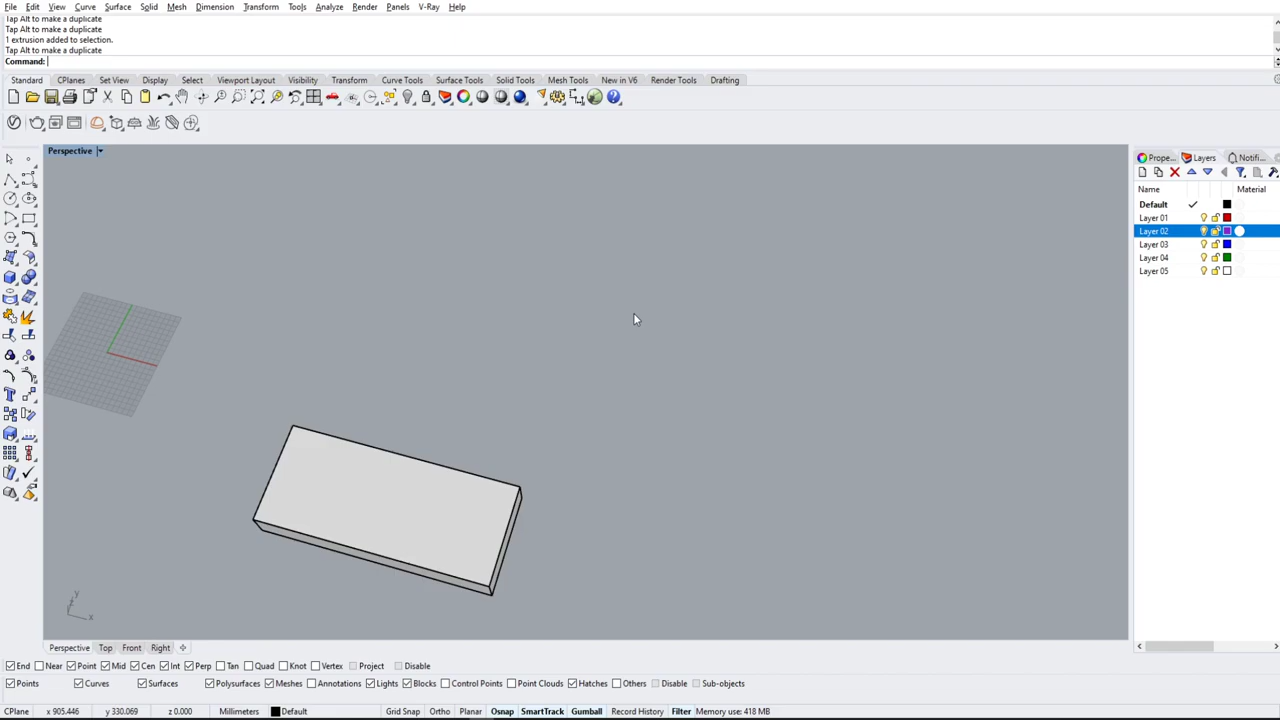 File Edit View Curve Surface Solid Mesh Dimension Transform Tools Analyze Render Panels V-Ray Help
Tap Alt to make a duplicate
Tap Alt to make a duplicate
1 extrusion added to selection.
Tap Alt to make a duplicate
Command:
Standard CPlanes Set View Display Select Viewport Layout Visibility Transform Curve Tools Surface Tools Solid Tools Mesh Tools New in V6 Render Tools Drafting
Perspective
Prope... Layers Notifi...
Name Material
Default
Layer 01
Layer 02
Layer 03
Layer 04
Layer 05
y
z
x
Perspective Top Front Right
End Near Point Mid Cen Int Perp Tan Quad Knot Vertex Project Disable
Points Curves Surfaces Polysurfaces Meshes Annotations Lights Blocks Control Points Point Clouds Hatches Others Disable Sub-objects
CPlane x 905.446 y 330.069 z 0.000 Millimeters Default Grid Snap Ortho Planar Osnap SmartTrack Gumball Record History Filter Memory use: 418 MB